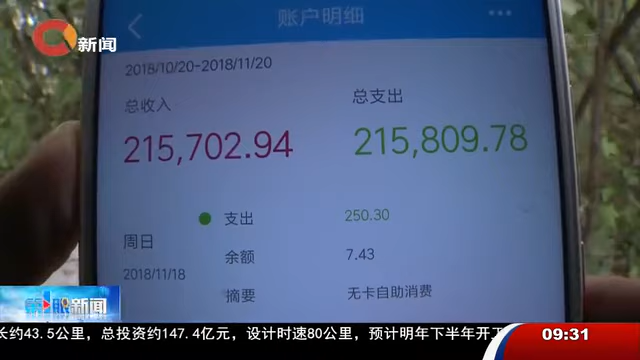 新闻
账户明细
2018/10/20-2018/11/20
总收入
总支出
215,702.94
215,809.78
支出
250.30
周日
余额
7.43
2018/11/18
摘要
无卡自助消费
第1眼新闻
长约43.5公里，总投资约147.4亿元，设计时速80公里，预计明年下半年开工
09:31